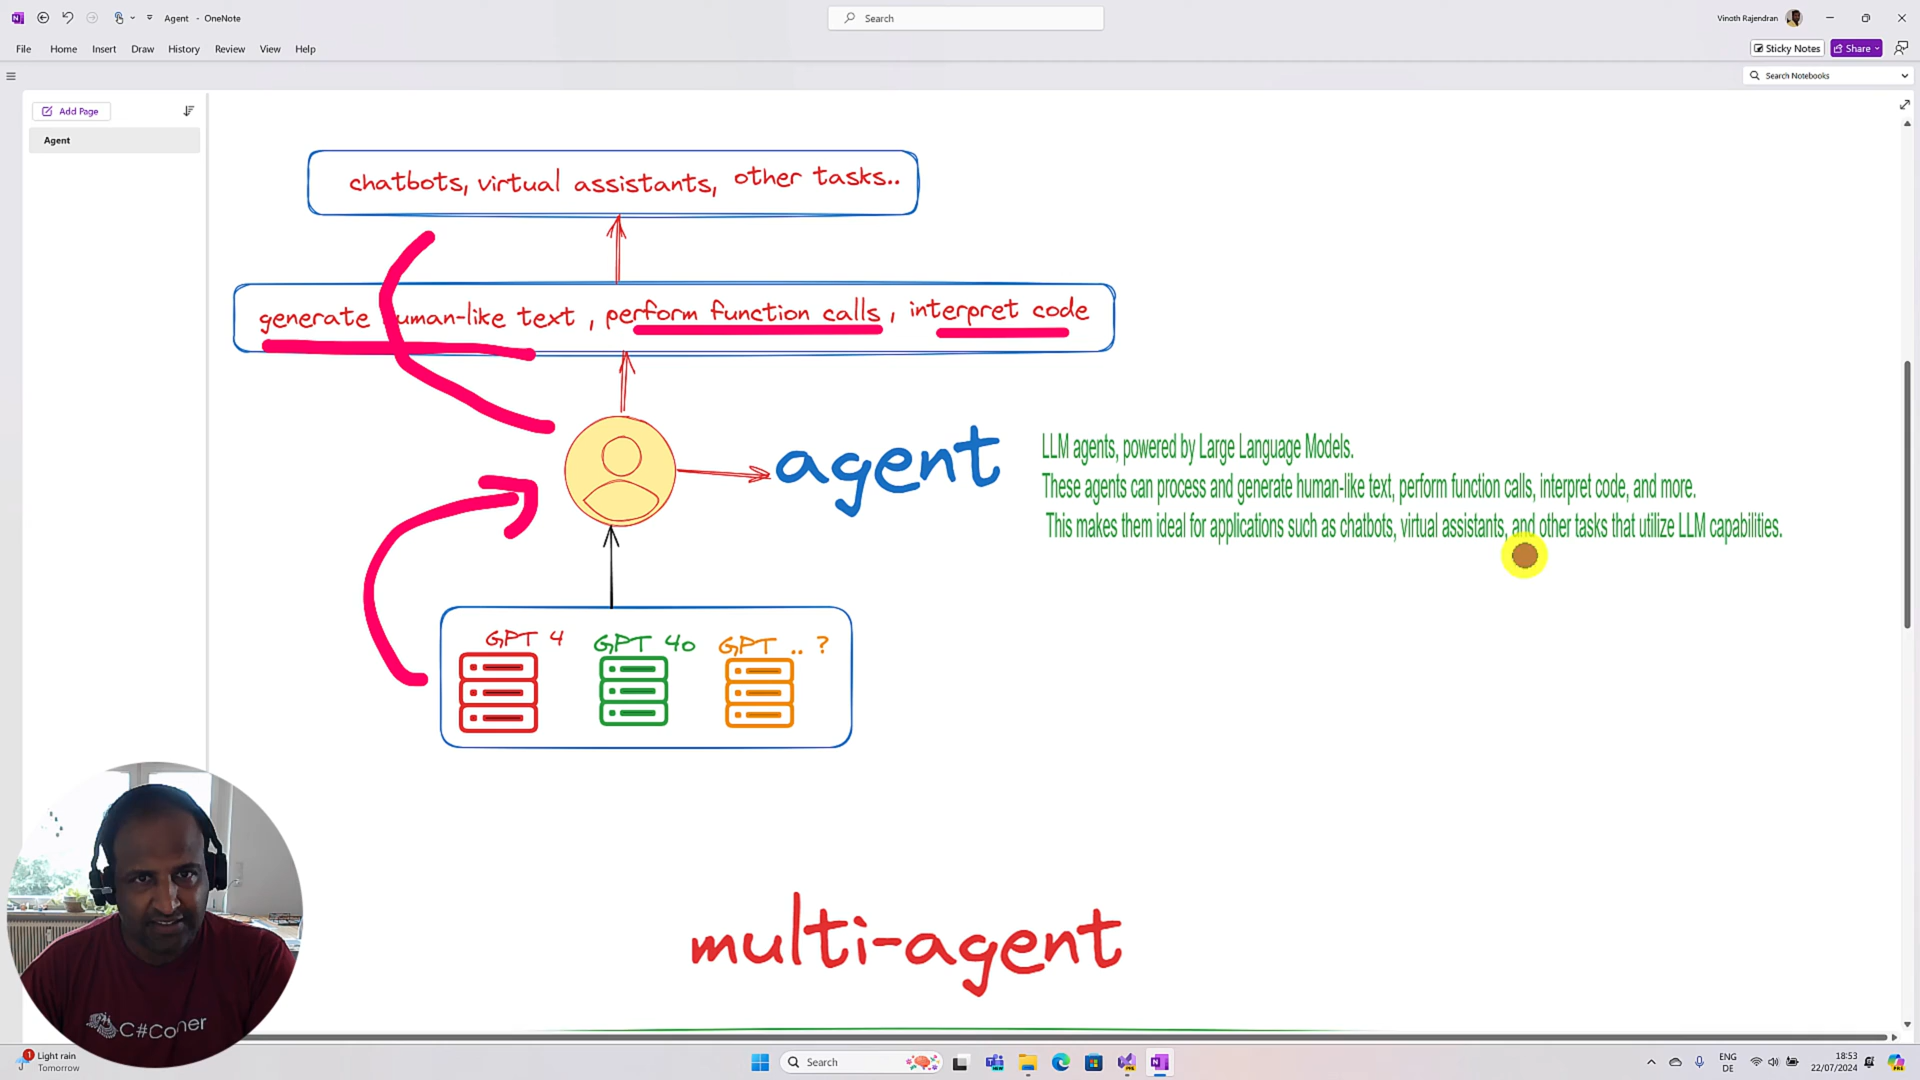 Agent - OneNote
Search
Vinoth Rajendran
File Home Insert Draw History Review View Help
Sticky Notes
Share
Search Notebooks
Add Page
Agent
chatbots, virtual assistants, other tasks..
generate human-like text , perform function calls , interpret code
agent
LLM agents, powered by Large Language Models.
These agents can process and generate human-like text, perform function calls, interpret code, and more.
This makes them ideal for applications such as chatbots, virtual assistants, and other tasks that utilize LLM capabilities.
GPT 4
GPT 4o
GPT .. ?
multi-agent
C#Corner
1
Light rain
Tomorrow
Search
ENG
DE
18:53
22/07/2024